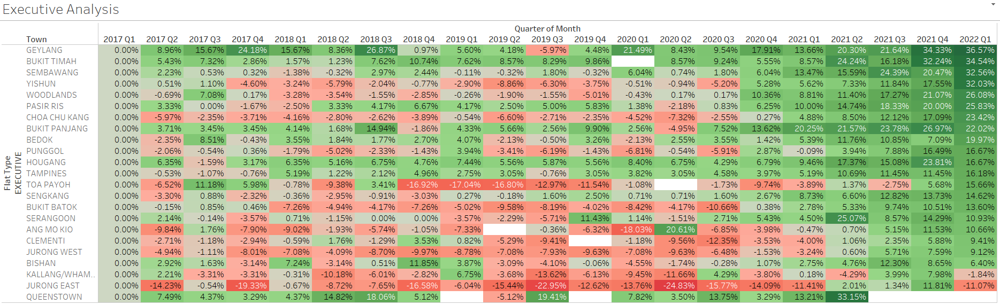 Executive Analysis
Quarter of Month
Town 2017 Q1 2017 Q2 2017 Q3 2017 Q4 2018 Q1 2018 Q2 2018 Q3 2018 Q4 2019 Q1 2019 Q2 2019 Q3 2019 Q4 2020 Q1 2020 Q2 2020 Q3 2020 Q4 2021 Q1 2021 Q2 2021 Q3 2021 Q4 2022 Q1
Flat Type
EXECUTIVE
GEYLANG 0.00% 8.96% 15.67% 24.18% 15.67% 8.36% 26.87% 0.97% 5.60% 4.18% -5.97% 4.48% 21.49% 8.43% 9.54% 17.91% 13.66% 20.30% 21.64% 34.33% 36.57%
BUKIT TIMAH 0.00% 5.43% 7.32% 2.86% 1.57% 1.23% 7.62% 10.74% 7.62% 8.57% 8.29% 9.86% 8.57% 9.24% 5.55% 8.57% 24.24% 16.18% 32.24% 34.54%
SEMBAWANG 0.00% 2.23% 0.53% 0.32% -1.38% -0.32% 2.97% 2.44% -0.11% -0.32% 1.80% -0.32% 6.04% 0.74% 1.80% 6.04% 13.47% 15.59% 24.39% 20.47% 32.56%
YISHUN 0.00% 0.51% 1.10% -4.60% -3.24% -5.79% -2.04% -0.77% -2.90% -8.86% -6.30% -3.75% -0.51% -0.94% -5.20% 5.28% 5.62% 7.33% 11.84% 17.55% 32.03%
WOODLANDS 0.00% -0.69% 7.08% 0.17% -3.28% -3.54% -1.55% -2.85% -0.26% -1.90% -1.55% -5.01% -0.43% 0.17% 0.17% 10.36% 8.81% 11.40% 17.27% 21.07% 26.08%
PASIR RIS 0.00% 3.33% 0.00% -1.67% -2.50% 3.33% 4.17% 6.67% 4.17% 2.50% 5.00% 5.83% 1.38% -2.18% 0.83% 6.25% 10.00% 14.74% 18.33% 20.00% 25.83%
CHOA CHU KANG 0.00% -5.97% -2.35% -3.71% -4.16% -2.80% -2.62% -3.89% -0.54% -6.60% -2.71% -2.35% -4.52% -7.32% -2.55% 0.27% 4.88% 8.50% 12.12% 17.09% 23.42%
BUKIT PANJANG 0.00% 3.71% 3.45% 3.45% 4.14% 1.68% 14.94% -1.86% 4.33% 5.66% 2.56% 9.90% 2.56% -4.95% 7.52% 13.62% 20.25% 21.57% 23.78% 26.97% 22.02%
BEDOK 0.00% -2.35% 8.51% -0.43% 3.55% 1.84% 1.77% 2.70% 4.07% -2.13% -0.50% 3.26% -2.13% 2.55% 3.55% 1.42% 5.39% 11.76% 10.85% 7.09% 19.97%
PUNGGOL 0.00% -2.06% -0.54% 0.36% -1.79% -5.02% -2.33% -1.43% 3.94% -3.41% -6.19% -1.43% -6.81% -0.54% -5.91% 2.87% -0.09% 3.94% 7.88% 16.49% 16.67%
HOUGANG 0.00% 6.35% -1.59% 3.17% 6.35% 5.16% 6.75% 4.76% 7.44% 5.56% 5.87% 5.56% 8.40% 6.75% 4.29% 6.79% 9.46% 17.37% 15.08% 23.81% 16.67%
TAMPINES 0.00% -0.53% -1.07% -0.76% 5.19% 1.22% 2.12% 4.96% 2.75% 3.05% -0.76% 3.05% 3.82% 3.05% 4.58% 3.97% 5.19% 10.69% 11.45% 11.45% 16.18%
TOA PAYOH 0.00% -6.52% 11.18% 5.98% -0.78% -9.38% 3.41% -16.92% -17.04% -16.80% -12.97% -11.54% -1.08% -1.73% -9.74% -3.89% 1.37% -2.75% 5.68% 15.66%
SENGKANG 0.00% -3.30% 0.88% -2.32% -0.36% -2.95% -0.91% -3.03% 0.27% -0.18% 1.60% 2.50% 0.71% 0.71% 1.60% 2.67% 8.73% 6.60% 12.82% 13.73% 14.62%
BUKIT BATOK 0.00% -0.15% 0.85% 0.46% -7.26% -4.94% -4.17% -7.26% -5.02% -9.58% -8.19% -4.02% -8.42% -4.17% -10.66% 0.38% 2.78% 5.33% 9.74% 10.51% 13.60%
SERANGOON 0.00% 2.14% -0.14% -3.57% 0.71% -1.15% 0.00% 0.00% -3.57% -2.29% -5.71% 11.43% 1.14% -1.51% 2.71% 5.43% 4.50% 25.07% 8.57% 14.29% 10.93%
ANG MO KIO 0.00% -9.84% 1.76% -7.90% -9.02% -1.93% -5.74% -1.05% -7.33% -0.36% -6.32% -18.03% 20.61% -6.85% -3.98% -0.47% 0.70% 5.15% 11.53% 10.66%
CLEMENTI 0.00% -2.71% -1.18% -2.94% -0.59% 1.76% -1.29% 3.53% 0.82% -5.29% -9.41% -1.18% -9.56% -12.35% -3.53% -4.00% 1.06% 2.35% 5.88% 9.41%
JURONG WEST 0.00% -4.94% -1.11% -8.01% -7.08% -4.09% -8.70% -9.97% -8.78% -7.08% -7.93% -9.63% -7.08% -9.63% -6.48% -1.53% -3.24% 0.60% 5.71% 7.59% 9.12%
BISHAN 0.00% 2.92% 1.63% -3.14% 7.24% -3.14% 0.51% 11.85% 3.87% -3.09% -4.10% -0.06% -4.55% -1.74% -0.28% 1.07% 2.75% 4.76% 12.30% 8.65% 6.40%
KALLANG/WHAM.. 0.00% 2.21% -3.31% -3.31% -0.31% -10.18% -6.01% -2.82% 6.75% -3.68% -13.62% -6.13% -9.45% -11.66% 4.29% -3.80% 0.18% -4.29% 3.99% 7.98% -1.84%
JURONG EAST 0.00% -14.23% -0.54% -19.33% -0.67% -8.72% -7.65% -16.58% -6.04% -15.44% -22.95% -12.62% -13.76% -24.83% -15.77% -14.09% -11.41% 2.01% 1.34% 11.81% -11.07%
QUEENSTOWN 0.00% 7.49% 4.37% 3.29% 4.37% 14.82% 18.06% 5.12% -5.12% 19.41% 7.82% 3.50% 13.75% 3.29% 13.21% 33.15%